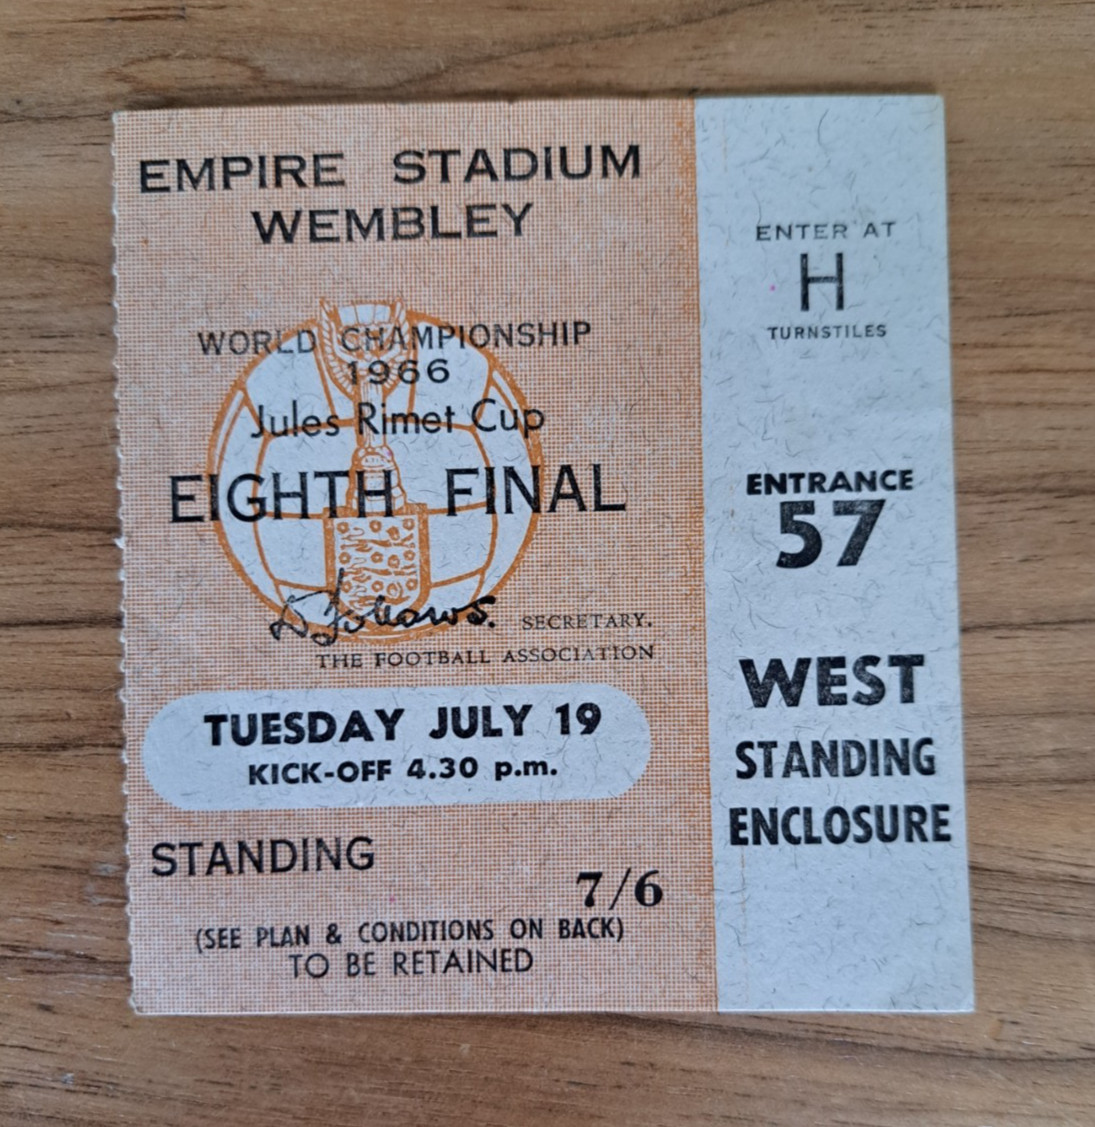 EMPIRE STADIUM
WEMBLEY
WORLD CHAMPIONSHIP
1966
Jules Rimet Cup
EIGHTH FINAL
D Follows. SECRETARY.
THE FOOTBALL ASSOCIATION
TUESDAY JULY 19
KICK-OFF 4.30 p.m.
STANDING
7/6
(SEE PLAN & CONDITIONS ON BACK)
TO BE RETAINED
ENTER AT
H
TURNSTILES
ENTRANCE
57
WEST
STANDING
ENCLOSURE